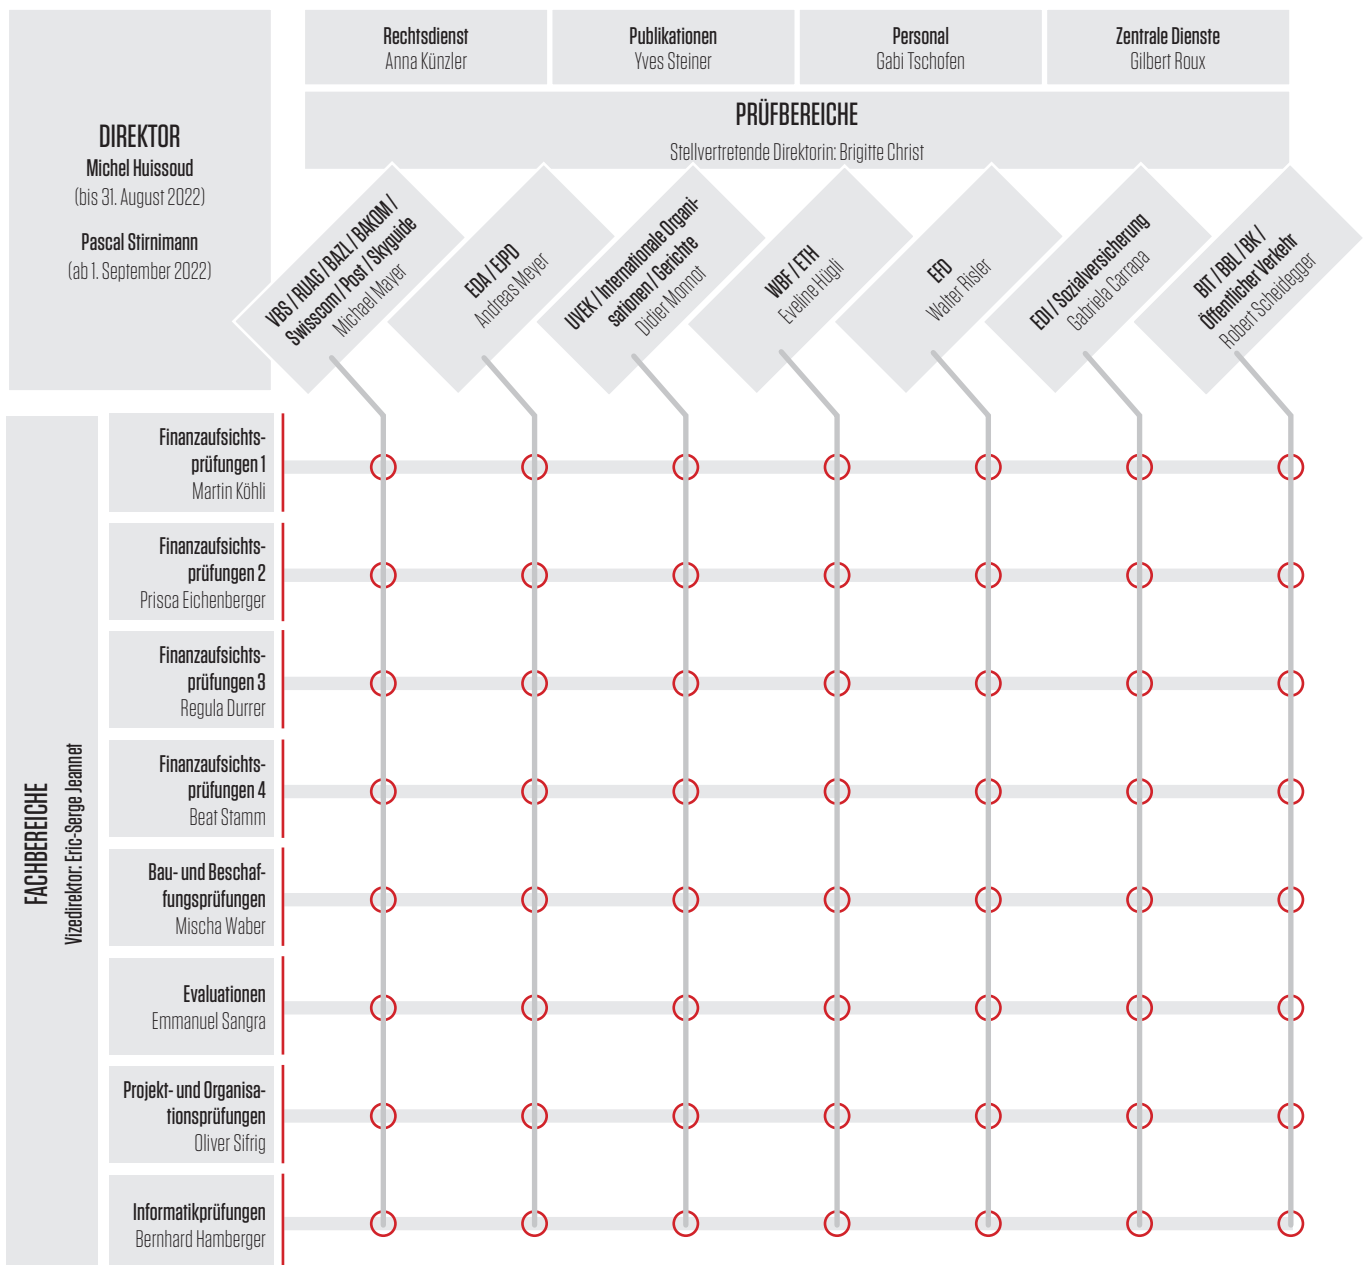 DIREKTOR
Michel Huissoud
(bis 31. August 2022)
Pascal Stirnimann
(ab 1. September 2022)
Rechtsdienst
Anna Künzler
Publikationen
Yves Steiner
Personal
Gabi Tschofen
Zentrale Dienste
Gilbert Roux
PRÜFBEREICHE
Stellvertretende Direktorin: Brigitte Christ
VBS / RUAG / BAZL / BAKOM /
Swisscom / Post / Skyguide
Michael Mayer
EDA / EJPD
Andreas Meyer
UVEK / Internationale Organi-
sationen / Gerichte
Didier Monnot
WBF / ETH
Eveline Hügli
EFD
Walter Risler
EDI / Sozialversicherung
Gabriela Carrapa
BIT / BBL / BK /
Öffentlicher Verkehr
Robert Scheidegger
FACHBEREICHE
Vizedirektor: Eric-Serge Jeannet
Finanzaufsichts-
prüfungen 1
Martin Köhli
Finanzaufsichts-
prüfungen 2
Prisca Eichenberger
Finanzaufsichts-
prüfungen 3
Regula Durrer
Finanzaufsichts-
prüfungen 4
Beat Stamm
Bau- und Beschaf-
fungsprüfungen
Mischa Waber
Evaluationen
Emmanuel Sangra
Projekt- und Organisa-
tionsprüfungen
Oliver Sifrig
Informatikprüfungen
Bernhard Hamberger